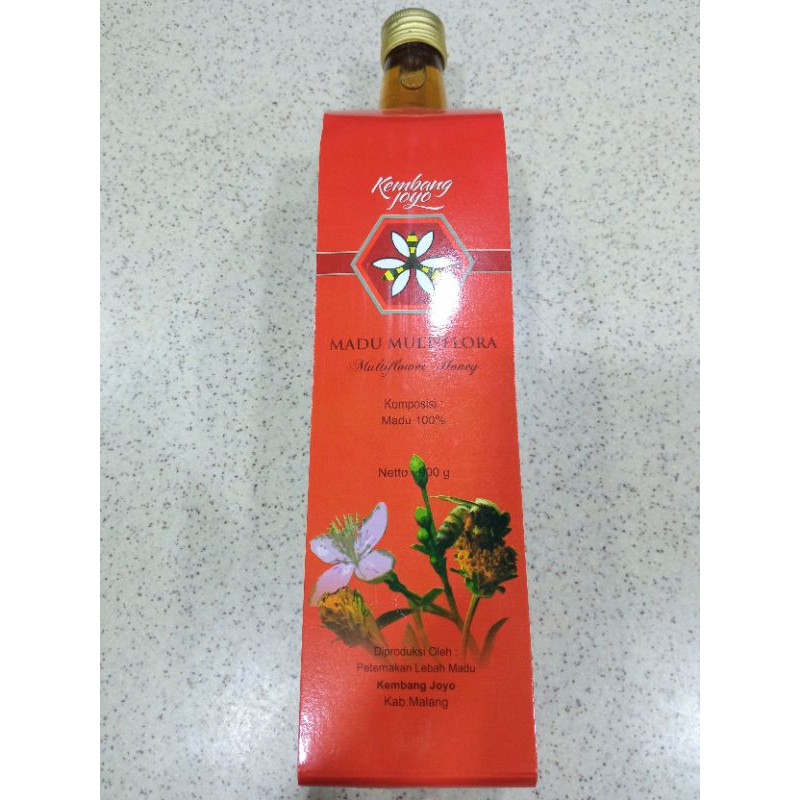 Kembang
Joyo
MADU MULTIFLORA
Multiflower Honey
Komposisi :
Madu 100%
Netto : 900 g
Diproduksi Oleh :
Peternakan Lebah Madu
Kembang Joyo
Kab.Malang